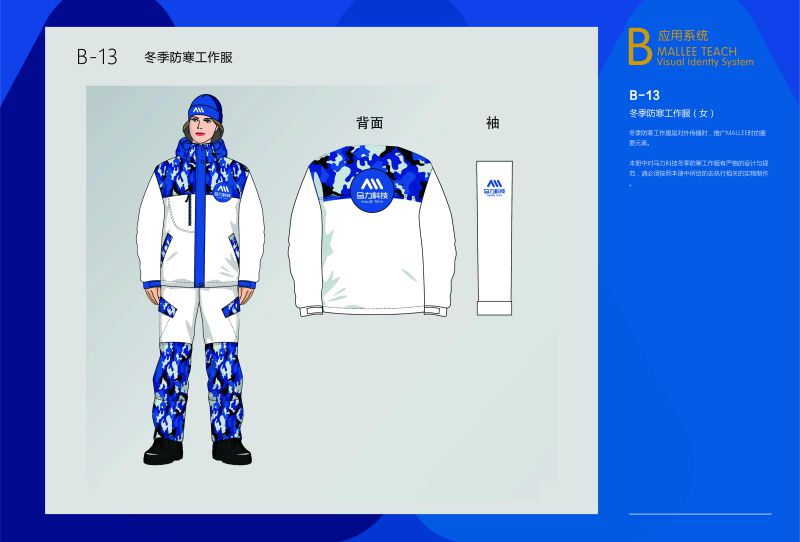 B-13 冬季防寒工作服
背面 袖
马力科技
MALLEE TECH
马力科技
MALLEE TECH
B 应用系统
MALLEE TEACH
Visual Identty System
B-13
冬季防寒工作服（女）
冬季防寒工作服是对外传播时，推广MALLEE时的重
要元素。
本册中对马力科技冬季防寒工作服有严格的设计与规
范，请必须按照本册中所给的去执行相关的实物制作
。